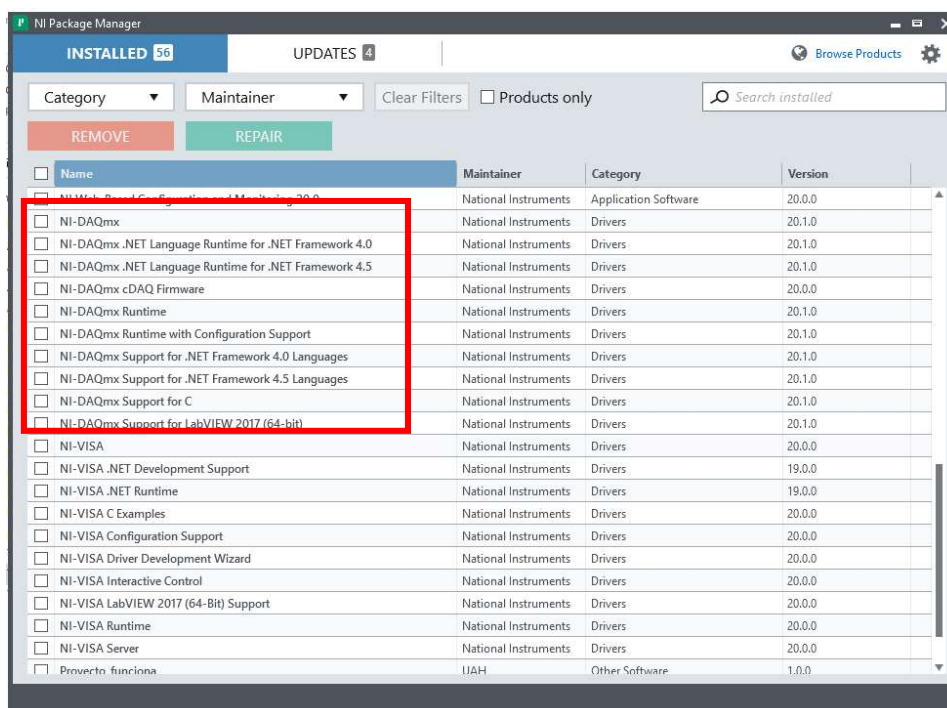 NI Package Manager
INSTALLED 56 UPDATES 4 Browse Products
Category Maintainer Clear Filters Products only Search installed
REMOVE REPAIR
Name Maintainer Category Version
NI Web-Based Configuration and Monitoring 20.0 National Instruments Application Software 20.0.0
NI-DAQmx National Instruments Drivers 20.1.0
NI-DAQmx .NET Language Runtime for .NET Framework 4.0 National Instruments Drivers 20.1.0
NI-DAQmx .NET Language Runtime for .NET Framework 4.5 National Instruments Drivers 20.1.0
NI-DAQmx cDAQ Firmware National Instruments Drivers 20.0.0
NI-DAQmx Runtime National Instruments Drivers 20.1.0
NI-DAQmx Runtime with Configuration Support National Instruments Drivers 20.1.0
NI-DAQmx Support for .NET Framework 4.0 Languages National Instruments Drivers 20.1.0
NI-DAQmx Support for .NET Framework 4.5 Languages National Instruments Drivers 20.1.0
NI-DAQmx Support for C National Instruments Drivers 20.1.0
NI-DAQmx Support for LabVIEW 2017 (64-bit) National Instruments Drivers 20.1.0
NI-VISA National Instruments Drivers 20.0.0
NI-VISA .NET Development Support National Instruments Drivers 19.0.0
NI-VISA .NET Runtime National Instruments Drivers 19.0.0
NI-VISA C Examples National Instruments Drivers 20.0.0
NI-VISA Configuration Support National Instruments Drivers 20.0.0
NI-VISA Driver Development Wizard National Instruments Drivers 20.0.0
NI-VISA Interactive Control National Instruments Drivers 20.0.0
NI-VISA LabVIEW 2017 (64-Bit) Support National Instruments Drivers 20.0.0
NI-VISA Runtime National Instruments Drivers 20.0.0
NI-VISA Server National Instruments Drivers 20.0.0
Proyecto_funciona UAH Other Software 1.0.0